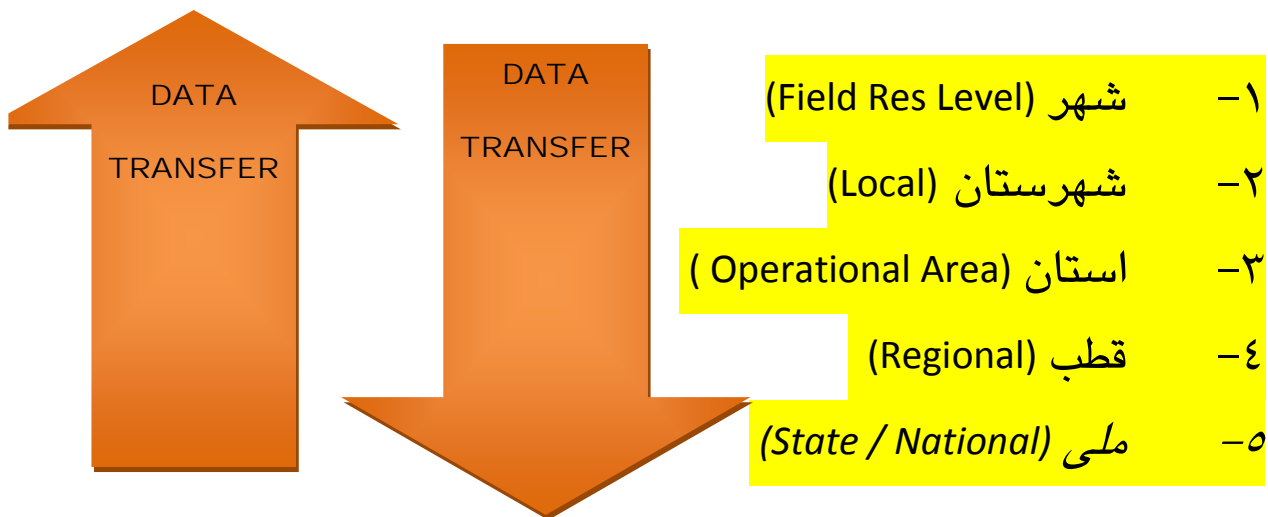 DATA
TRANSFER
DATA
TRANSFER
۱- شهر (Field Res Level)
۲- شهرستان (Local)
۳- استان (Operational Area )
٤- قطب (Regional)
۵- ملی (State / National)